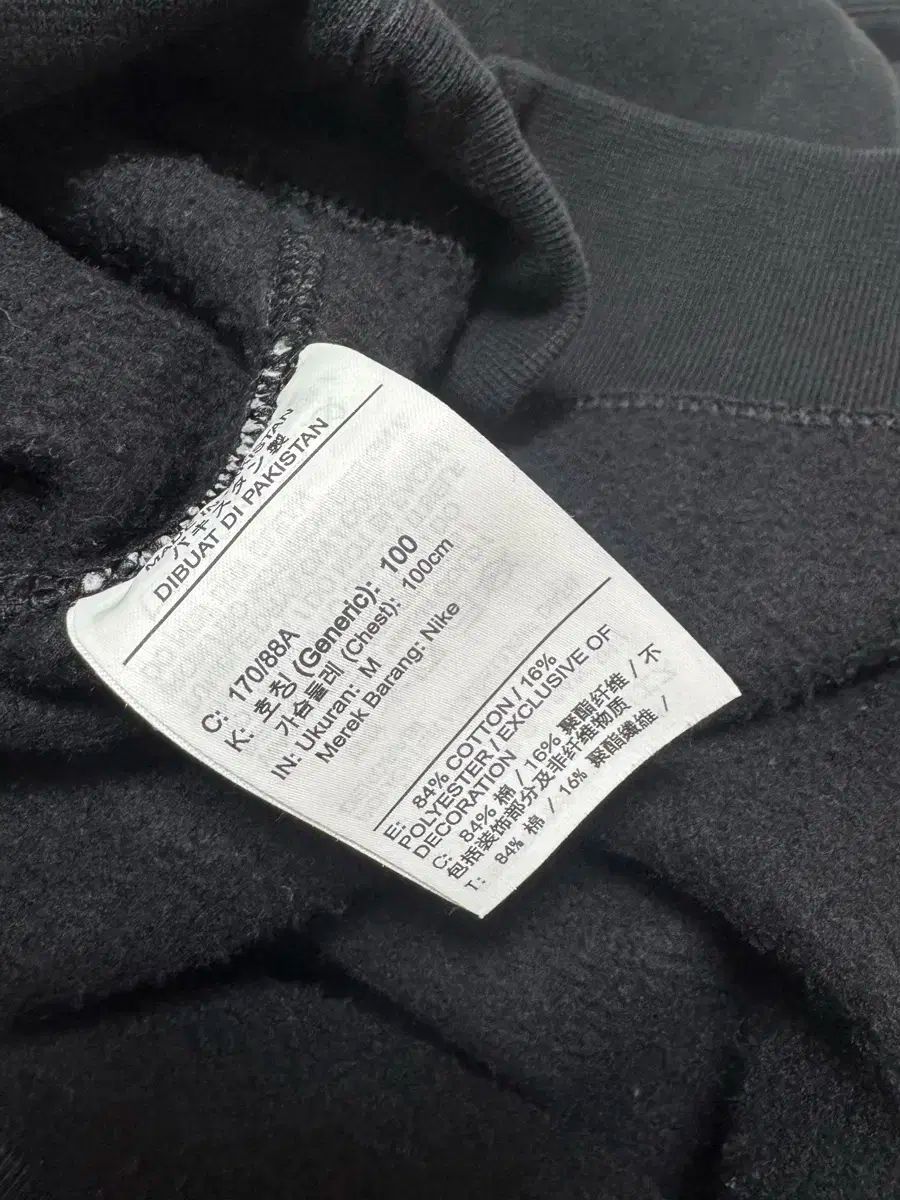 パキスタン製
DIBUAT DI PAKISTAN
C: 170/88A
K: 호칭 (Generic): 100
가슴둘레 (Chest): 100cm
IN: Ukuran: M
Merek Barang: Nike
E: 84% COTTON / 16%
POLYESTER / EXCLUSIVE OF
DECORATION
C: 84% 棉 / 16% 聚酯纤维 / 不
包括装饰部分及非纤维物质
T: 84% 棉 / 16% 聚酯纖維 /